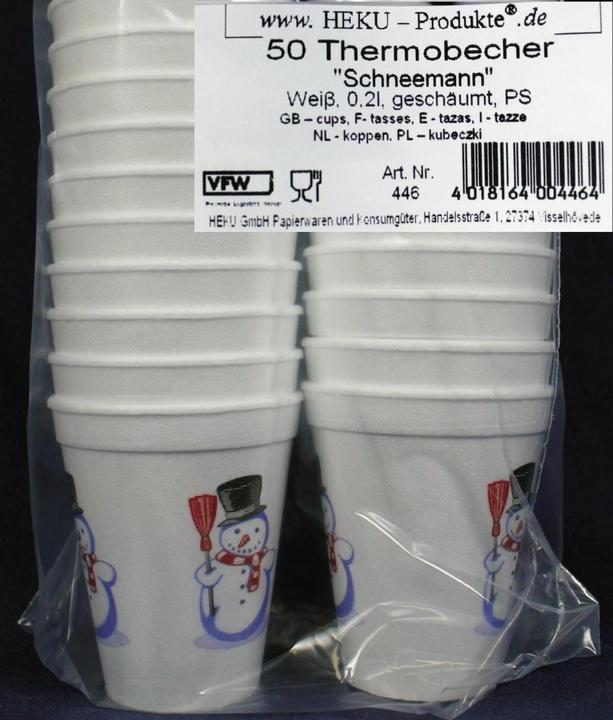 www. HEKU – Produkte®.de
50 Thermobecher
"Schneemann"
Weiß, 0,2l, geschäumt, PS
GB – cups, F- tasses, E - tazas, I - tazze
NL - koppen, PL – kubeczki
VFW
Art. Nr.
446
4 018164 004464
HEKU GmbH Papierwaren und Konsumgüter, Handelsstraße 1, 27374 Visselhövede